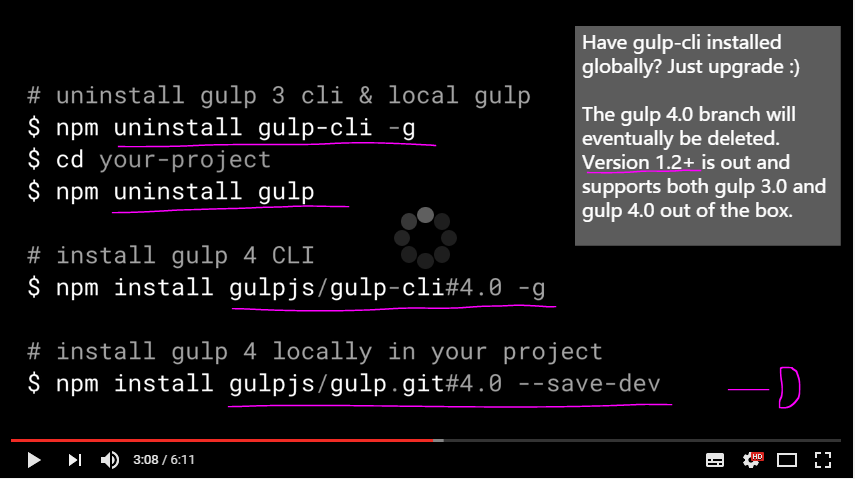 Have gulp-cli installed
globally? Just upgrade :)
The gulp 4.0 branch will
eventually be deleted.
Version 1.2+ is out and
supports both gulp 3.0 and
gulp 4.0 out of the box.
# uninstall gulp 3 cli & local gulp
$ npm uninstall gulp-cli -g
$ cd your-project
$ npm uninstall gulp
# install gulp 4 CLI
$ npm install gulpjs/gulp-cli#4.0 -g
# install gulp 4 locally in your project
$ npm install gulpjs/gulp.git#4.0 --save-dev
—D
3:08 / 6:11
HD